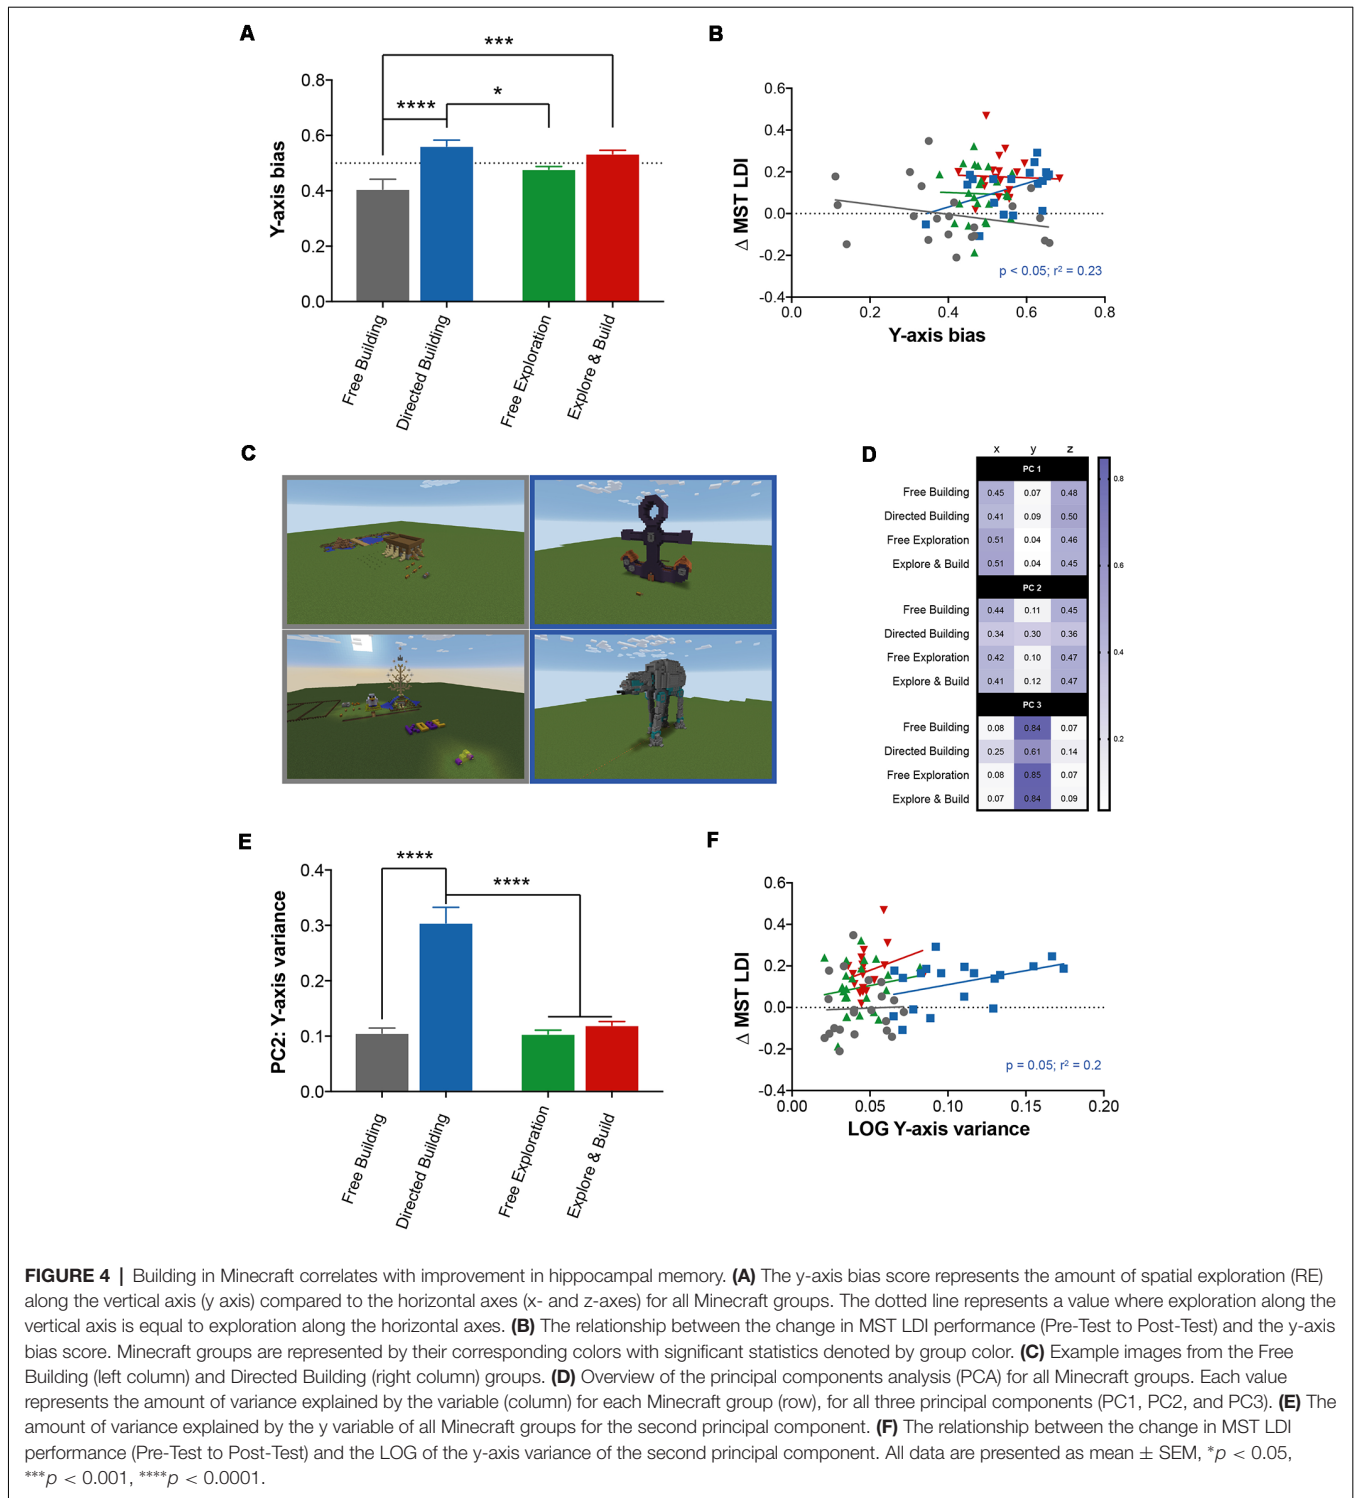 A
***
****
*
Y-axis bias
0.8
0.6
0.4
0.2
0.0
Free Building
Directed Building
Free Exploration
Explore & Build
B
Δ MST LDI
0.6
0.4
0.2
0.0
-0.2
-0.4
p < 0.05; r² = 0.23
0.0 0.2 0.4 0.6 0.8
Y-axis bias
C
D
x y z
PC 1
Free Building 0.45 0.07 0.48
Directed Building 0.41 0.09 0.50
Free Exploration 0.51 0.04 0.46
Explore & Build 0.51 0.04 0.45
PC 2
Free Building 0.44 0.11 0.45
Directed Building 0.34 0.30 0.36
Free Exploration 0.42 0.10 0.47
Explore & Build 0.41 0.12 0.47
PC 3
Free Building 0.08 0.84 0.07
Directed Building 0.25 0.61 0.14
Free Exploration 0.08 0.85 0.07
Explore & Build 0.07 0.84 0.09
0.8
0.6
0.4
0.2
E
****
****
PC2: Y-axis variance
0.4
0.3
0.2
0.1
0.0
Free Building
Directed Building
Free Exploration
Explore & Build
F
Δ MST LDI
0.6
0.4
0.2
0.0
-0.2
-0.4
p = 0.05; r² = 0.2
0.00 0.05 0.10 0.15 0.20
LOG Y-axis variance
FIGURE 4 | Building in Minecraft correlates with improvement in hippocampal memory. (A) The y-axis bias score represents the amount of spatial exploration (RE)
along the vertical axis (y axis) compared to the horizontal axes (x- and z-axes) for all Minecraft groups. The dotted line represents a value where exploration along the
vertical axis is equal to exploration along the horizontal axes. (B) The relationship between the change in MST LDI performance (Pre-Test to Post-Test) and the y-axis
bias score. Minecraft groups are represented by their corresponding colors with significant statistics denoted by group color. (C) Example images from the Free
Building (left column) and Directed Building (right column) groups. (D) Overview of the principal components analysis (PCA) for all Minecraft groups. Each value
represents the amount of variance explained by the variable (column) for each Minecraft group (row), for all three principal components (PC1, PC2, and PC3). (E) The
amount of variance explained by the y variable of all Minecraft groups for the second principal component. (F) The relationship between the change in MST LDI
performance (Pre-Test to Post-Test) and the LOG of the y-axis variance of the second principal component. All data are presented as mean ± SEM, *p < 0.05,
***p < 0.001, ****p < 0.0001.